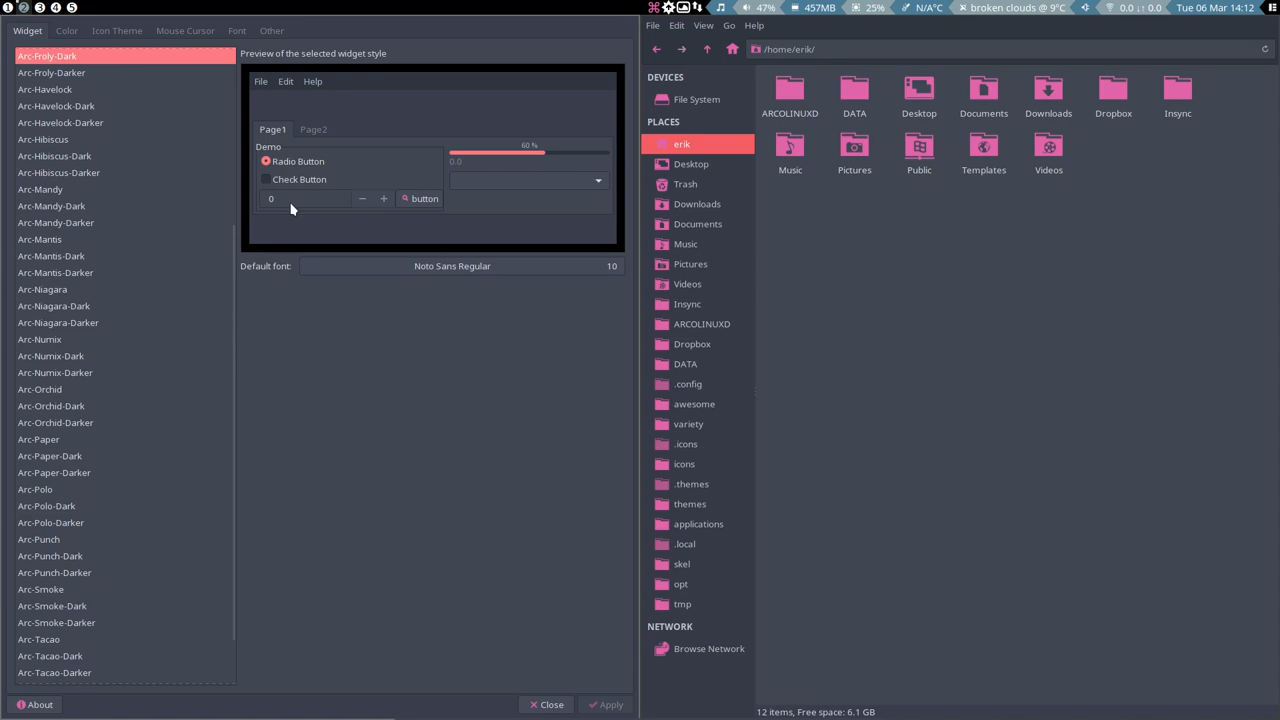 1 2 3 4 5
47% 457MB 25% N/A°C broken clouds @ 9°C 0.0 ↓↑ 0.0 Tue 06 March 14:12
Widget Color Icon Theme Mouse Cursor Font Other
Arc-Froly-Dark
Arc-Froly-Darker
Arc-Havelock
Arc-Havelock-Dark
Arc-Havelock-Darker
Arc-Hibiscus
Arc-Hibiscus-Dark
Arc-Hibiscus-Darker
Arc-Mandy
Arc-Mandy-Dark
Arc-Mandy-Darker
Arc-Mantis
Arc-Mantis-Dark
Arc-Mantis-Darker
Arc-Niagara
Arc-Niagara-Dark
Arc-Niagara-Darker
Arc-Numix
Arc-Numix-Dark
Arc-Numix-Darker
Arc-Orchid
Arc-Orchid-Dark
Arc-Orchid-Darker
Arc-Paper
Arc-Paper-Dark
Arc-Paper-Darker
Arc-Polo
Arc-Polo-Dark
Arc-Polo-Darker
Arc-Punch
Arc-Punch-Dark
Arc-Punch-Darker
Arc-Smoke
Arc-Smoke-Dark
Arc-Smoke-Darker
Arc-Tacao
Arc-Tacao-Dark
Arc-Tacao-Darker
Preview of the selected widget style
File Edit Help
Page1 Page2
Demo
Radio Button
Check Button
0 − + button
60 %
0.0
Default font: Noto Sans Regular 10
About Close Apply
File Edit View Go Help
/home/erik/
DEVICES
File System
PLACES
erik
Desktop
Trash
Downloads
Documents
Music
Pictures
Videos
Insync
ARCOLINUXD
Dropbox
DATA
.config
awesome
variety
.icons
icons
.themes
themes
applications
.local
skel
opt
tmp
NETWORK
Browse Network
ARCOLINUXD DATA Desktop Documents Downloads Dropbox Insync
Music Pictures Public Templates Videos
12 items, Free space: 6.1 GB